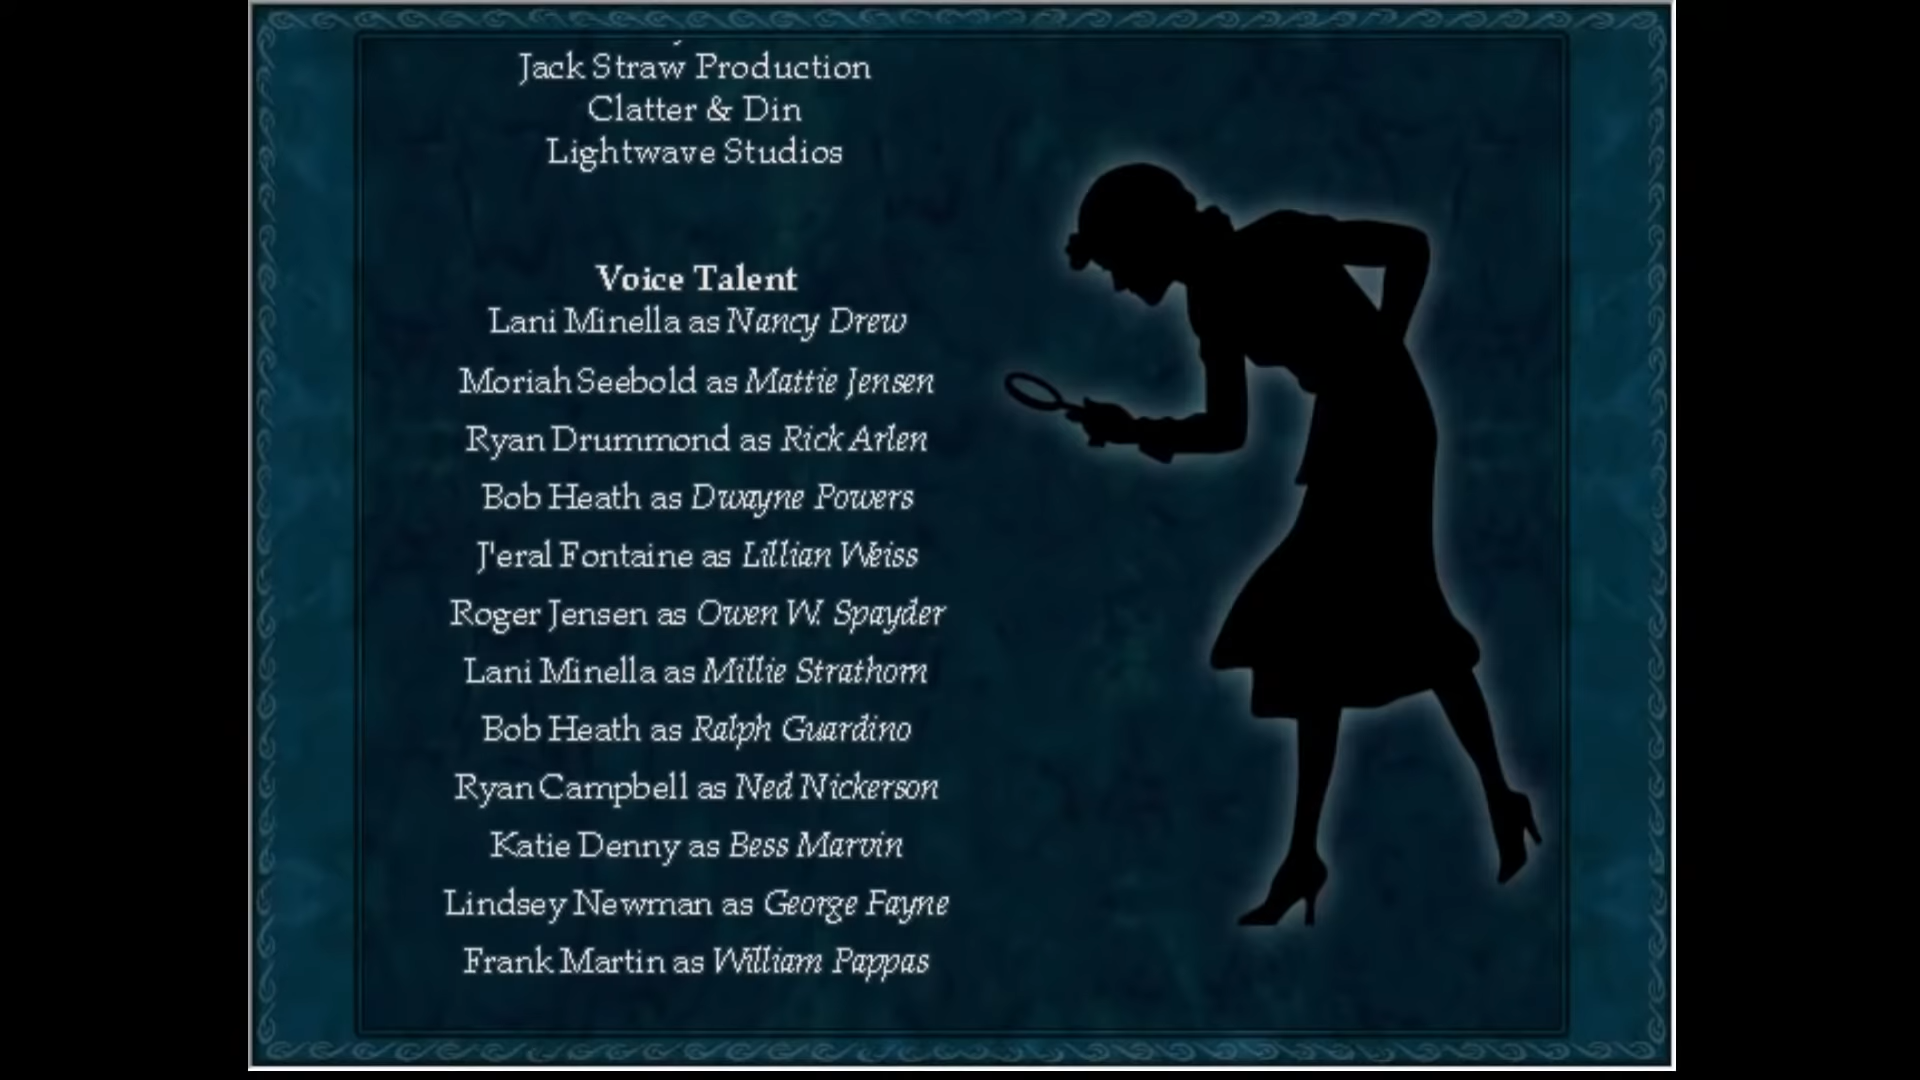 Jack Straw Production
Clatter & Din
Lightwave Studios
Voice Talent
Lani Minella as Nancy Drew
Moriah Seebold as Mattie Jensen
Ryan Drummond as Rick Arlen
Bob Heath as Dwayne Powers
J'eral Fontaine as Lillian Weiss
Roger Jensen as Owen W. Spayder
Lani Minella as Millie Strathorn
Bob Heath as Ralph Guardino
Ryan Campbell as Ned Nickerson
Katie Denny as Bess Marvin
Lindsey Newman as George Fayne
Frank Martin as William Pappas